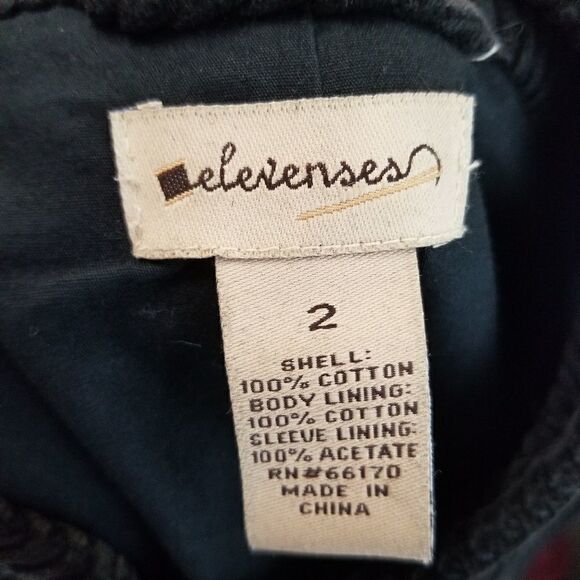 elevenses
2
SHELL:
100% COTTON
BODY LINING:
100% COTTON
SLEEVE LINING:
100% ACETATE
RN#66170
MADE IN
CHINA